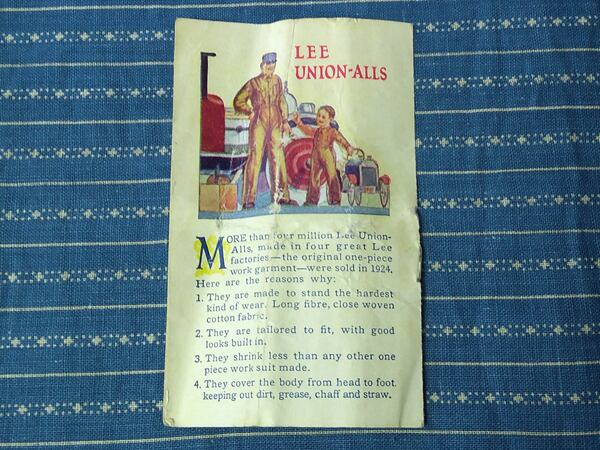 LEE
UNION-ALLS
MORE than four million Lee Union-
Alls, made in four great Lee
factories—the original one-piece
work garment—were sold in 1924.
Here are the reasons why:
1. They are made to stand the hardest
kind of wear. Long fibre, close woven
cotton fabric.
2. They are tailored to fit, with good
looks built in.
3. They shrink less than any other one
piece work suit made.
4. They cover the body from head to foot
keeping out dirt, grease, chaff and straw.